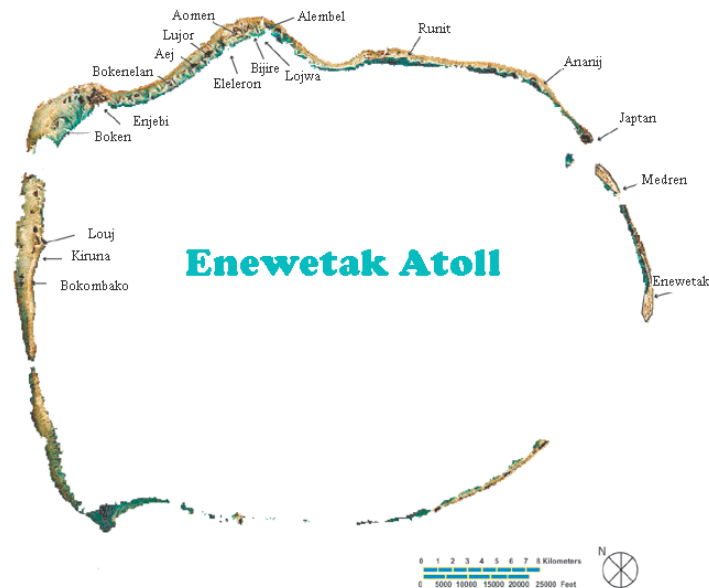 Aomen
Alembel
Lujor
Runit
Aej
Ananij
Bokenelan
Bijire
Lojwa
Eleleron
Enjebi
Japtan
Boken
Medren
Louj
Kiruna
Enewetak Atoll
Bokombako
Enewetak
N
0 1 2 3 4 5 6 7 8 Kilometers
0 5000 10000 15000 20000 25000 Feet